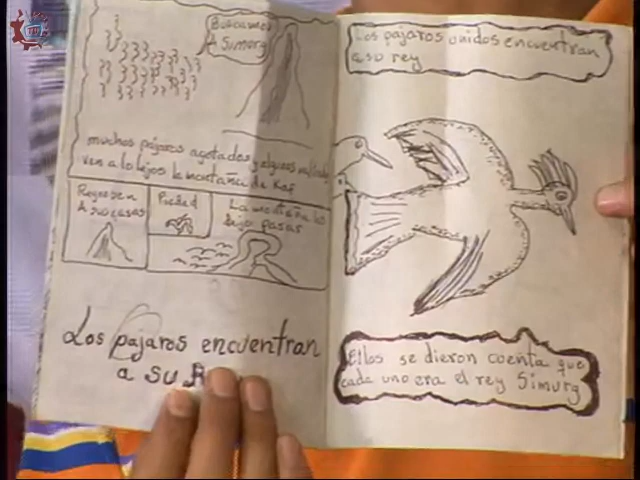 Buscamos
A Simurg
muchos pajaros agotados y algunos
ven a lo lejos la montaña de Kaf
Regresen
A sus casas
Piedad
La montaña los
dejo pasar
Los pajaros encuentran
a su R
Los pajaros unidos encuentran
a su rey
Ellos se dieron cuenta que
cada uno era el rey Simurg